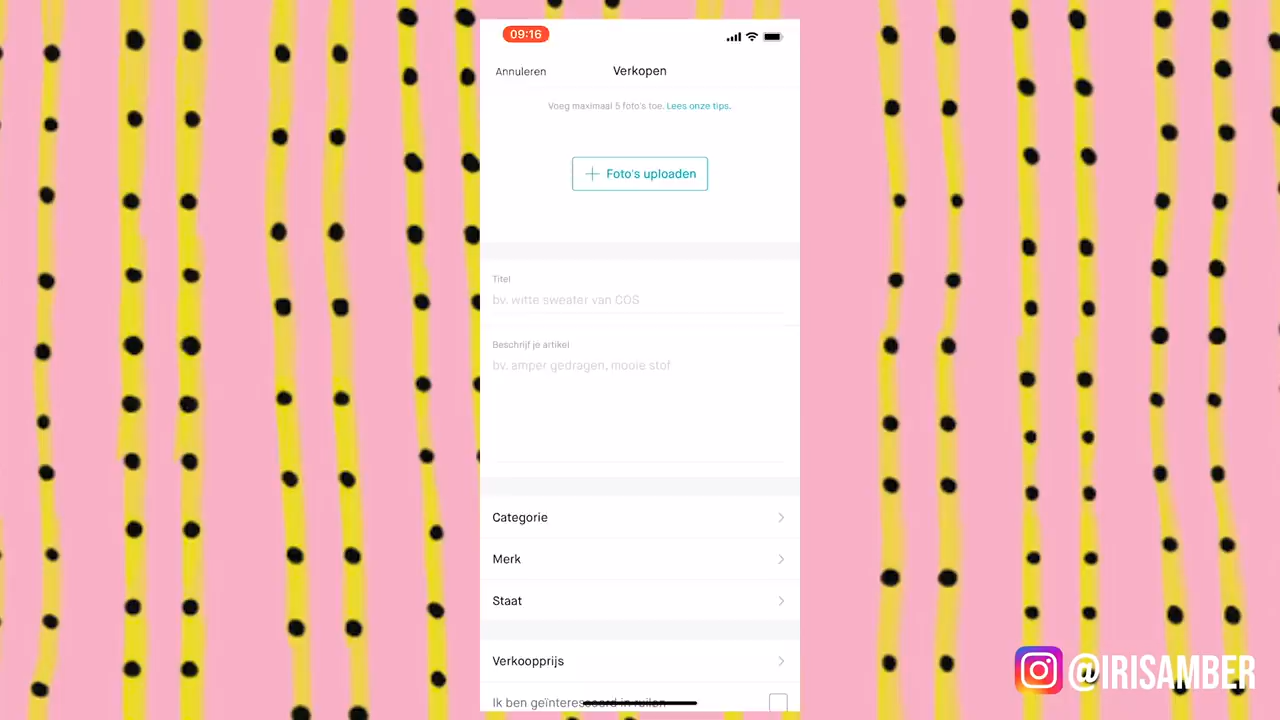 09:16
Annuleren
Verkopen
Voeg maximaal 5 foto's toe. Lees onze tips.
Foto's uploaden
Titel
bv. witte sweater van COS
Beschrijf je artikel
bv. amper gedragen, mooie stof
Categorie
Merk
Staat
Verkoopprijs
Ik ben geïnteresseerd in ruilen
@IRISAMBER